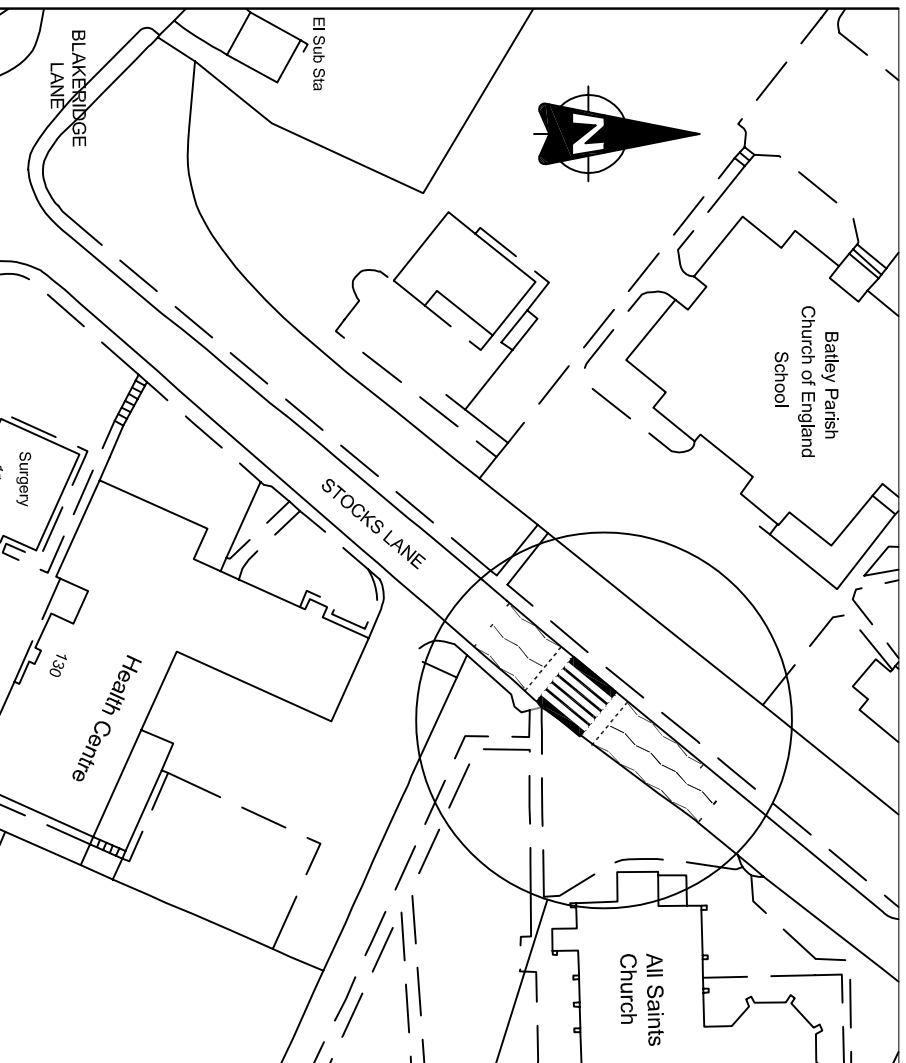 El Sub Sta
BLAKERIDGE
LANE
N
Batley Parish
Church of England
School
STOCKS LANE
Surgery
130
Health Centre
All Saints
Church